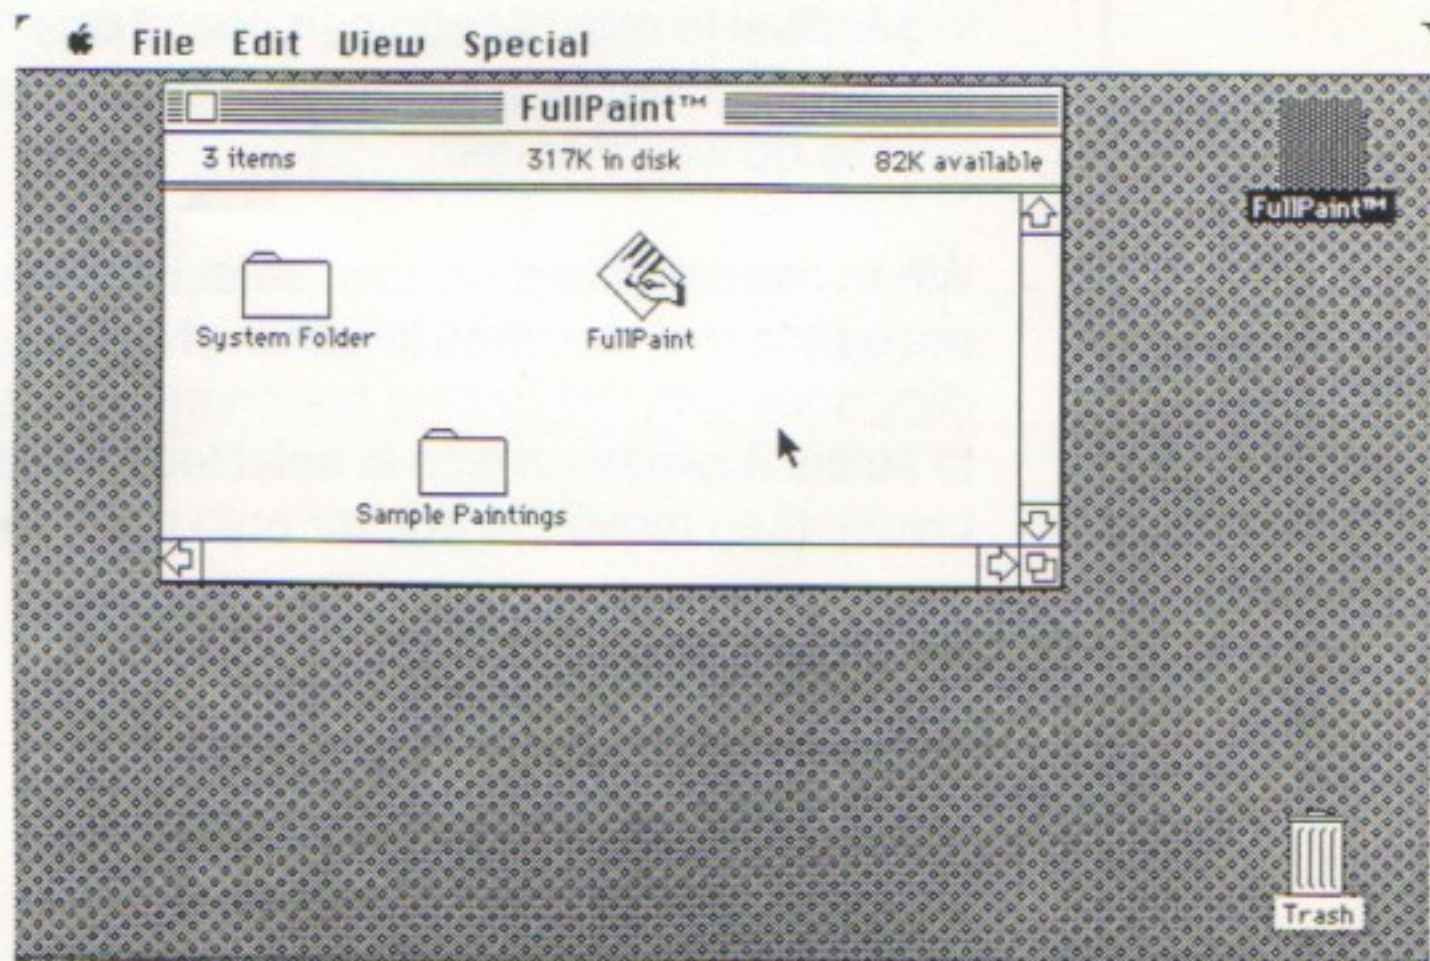 File Edit View Special
FullPaint™
3 items 317K in disk 82K available
FullPaint™
System Folder
FullPaint
Sample Paintings
Trash